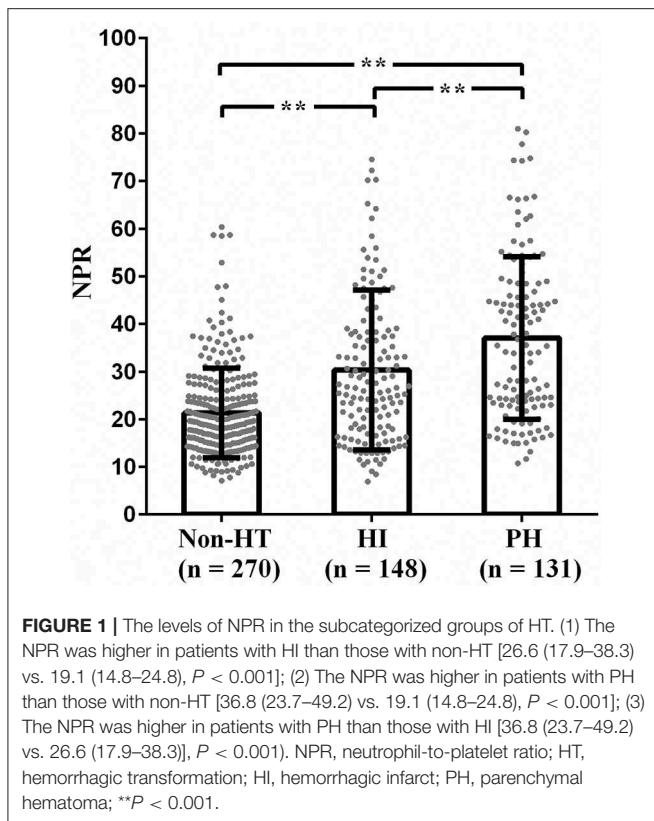 100
90
80
70
60
50
40
30
20
10
0
NPR
**
**
**
Non-HT
(n = 270)
HI
(n = 148)
PH
(n = 131)
FIGURE 1 | The levels of NPR in the subcategorized groups of HT. (1) The
NPR was higher in patients with HI than those with non-HT [26.6 (17.9–38.3)
vs. 19.1 (14.8–24.8), P < 0.001]; (2) The NPR was higher in patients with PH
than those with non-HT [36.8 (23.7–49.2) vs. 19.1 (14.8–24.8), P < 0.001]; (3)
The NPR was higher in patients with PH than those with HI [36.8 (23.7–49.2)
vs. 26.6 (17.9–38.3)], P < 0.001). NPR, neutrophil-to-platelet ratio; HT,
hemorrhagic transformation; HI, hemorrhagic infarct; PH, parenchymal
hematoma; **P < 0.001.